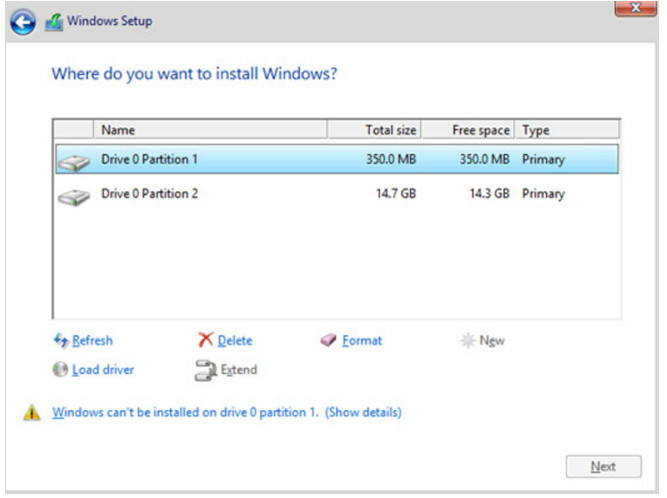 Windows Setup
Where do you want to install Windows?
Name Total size Free space Type
Drive 0 Partition 1 350.0 MB 350.0 MB Primary
Drive 0 Partition 2 14.7 GB 14.3 GB Primary
Refresh Delete Format New
Load driver Extend
Windows can't be installed on drive 0 partition 1. (Show details)
Next